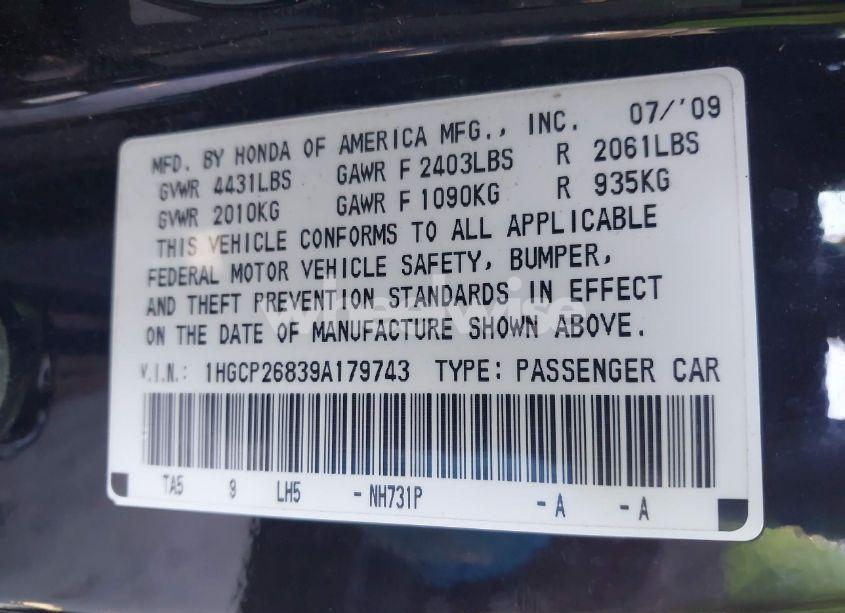 MFD. BY HONDA OF AMERICA MFG., INC. 07/'09
GVWR 4431LBS GAWR F 2403LBS R 2061LBS
GVWR 2010KG GAWR F 1090KG R 935KG
THIS VEHICLE CONFORMS TO ALL APPLICABLE
FEDERAL MOTOR VEHICLE SAFETY, BUMPER,
AND THEFT PREVENTION STANDARDS IN EFFECT
ON THE DATE OF MANUFACTURE SHOWN ABOVE.
V.I.N.: 1HGCP26839A179743 TYPE: PASSENGER CAR
TA5 9 LH5 - NH731P - A - A
wheelwise